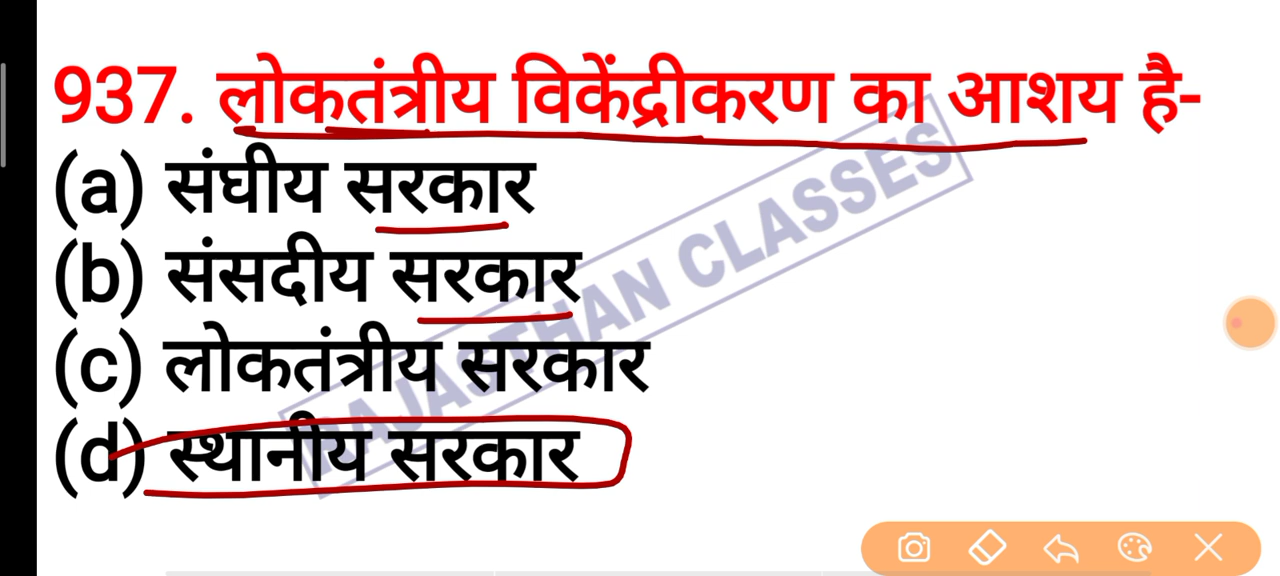 937. लोकतंत्रीय विकेंद्रीकरण का आशय है-
(a) संघीय सरकार
(b) संसदीय सरकार
(c) लोकतंत्रीय सरकार
(d) स्थानीय सरकार
RAJASTHAN CLASSES